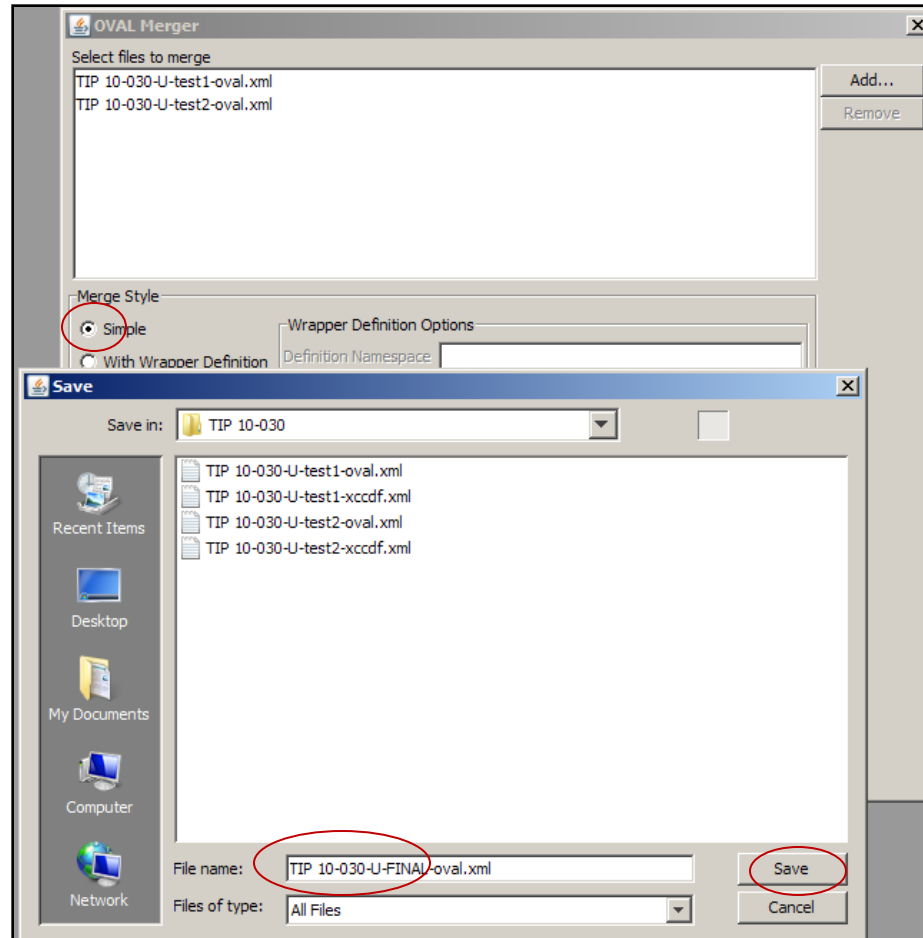 OVAL Merger
Select files to merge
TIP 10-030-U-test1-oval.xml
TIP 10-030-U-test2-oval.xml
Add...
Remove
Merge Style
Simple
With Wrapper Definition
Wrapper Definition Options
Definition Namespace
Save
Save in:
TIP 10-030
TIP 10-030-U-test1-oval.xml
TIP 10-030-U-test1-xccdf.xml
TIP 10-030-U-test2-oval.xml
TIP 10-030-U-test2-xccdf.xml
Recent Items
Desktop
My Documents
Computer
Network
File name:
TIP 10-030-U-FINAL-oval.xml
Save
Files of type:
All Files
Cancel